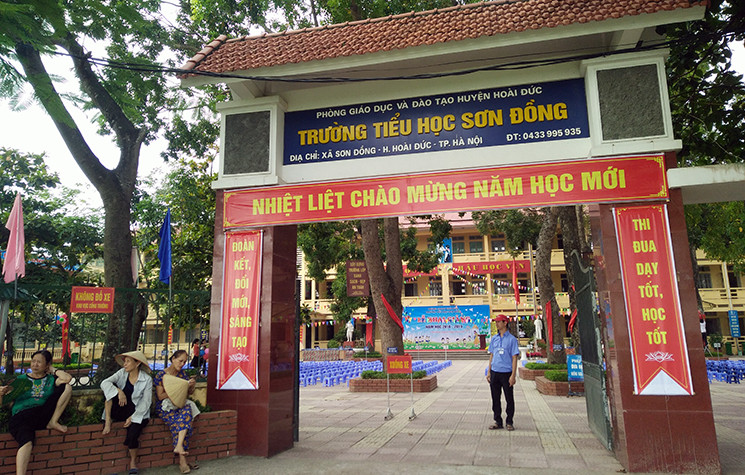 PHÒNG GIÁO DỤC VÀ ĐÀO TẠO HUYỆN HOÀI ĐỨC
TRƯỜNG TIỂU HỌC SƠN ĐỒNG
ĐỊA CHỈ: XÃ SƠN ĐỒNG - H. HOÀI ĐỨC - TP. HÀ NỘI ĐT: 0433 995 935
NHIỆT LIỆT CHÀO MỪNG NĂM HỌC MỚI
ĐOÀN
KẾT,
ĐỔI
MỚI,
SÁNG
TẠO
THI
ĐUA
DẠY
TỐT,
HỌC
TỐT
KHÔNG ĐỖ XE